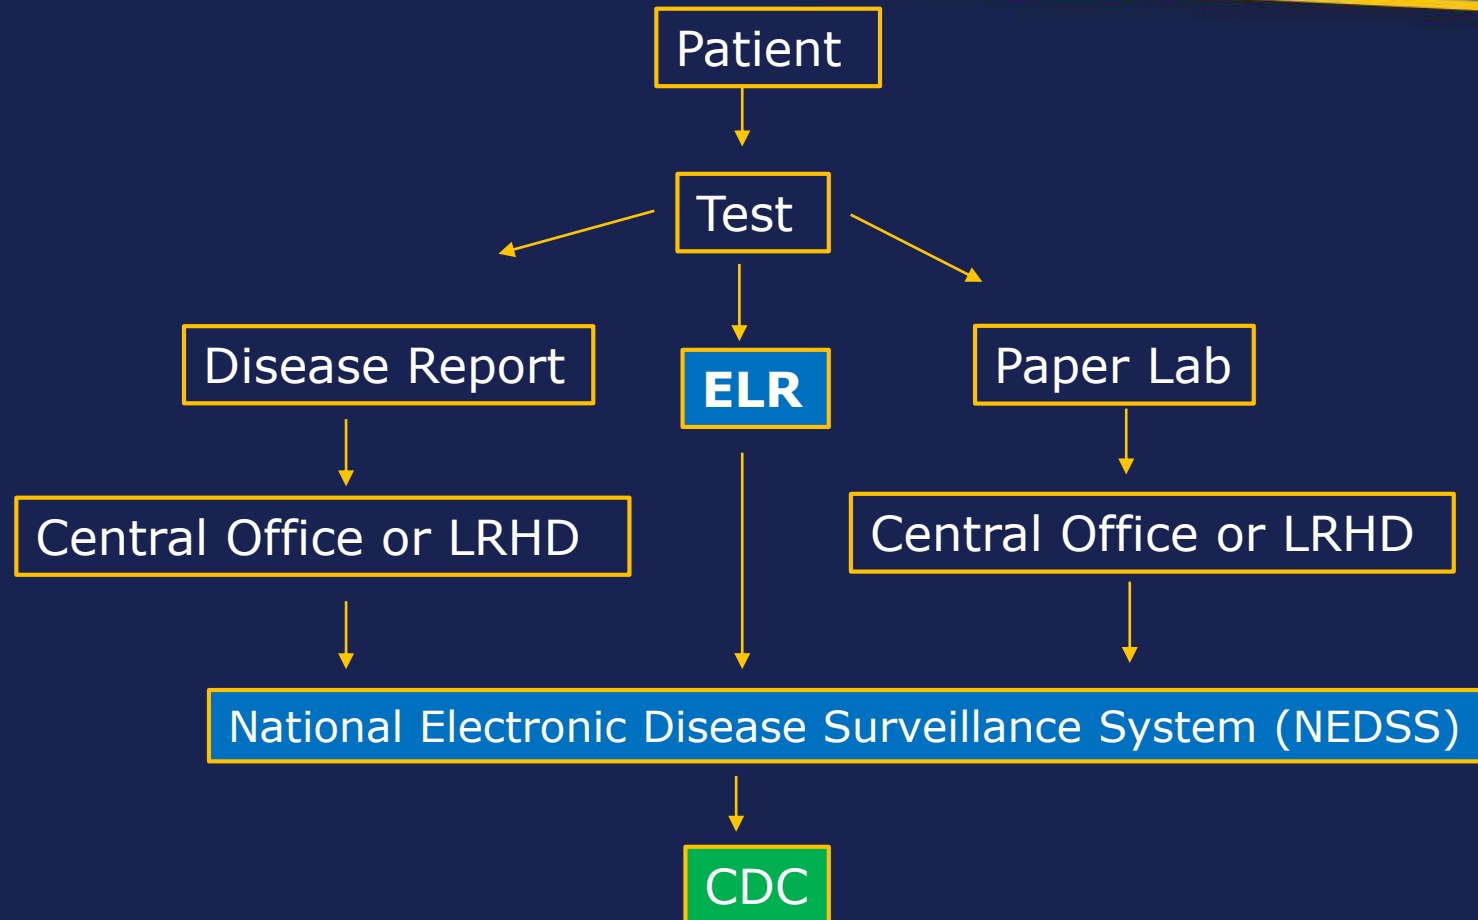 Patient
Test
Disease Report
ELR
Paper Lab
Central Office or LRHD
Central Office or LRHD
National Electronic Disease Surveillance System (NEDSS)
CDC